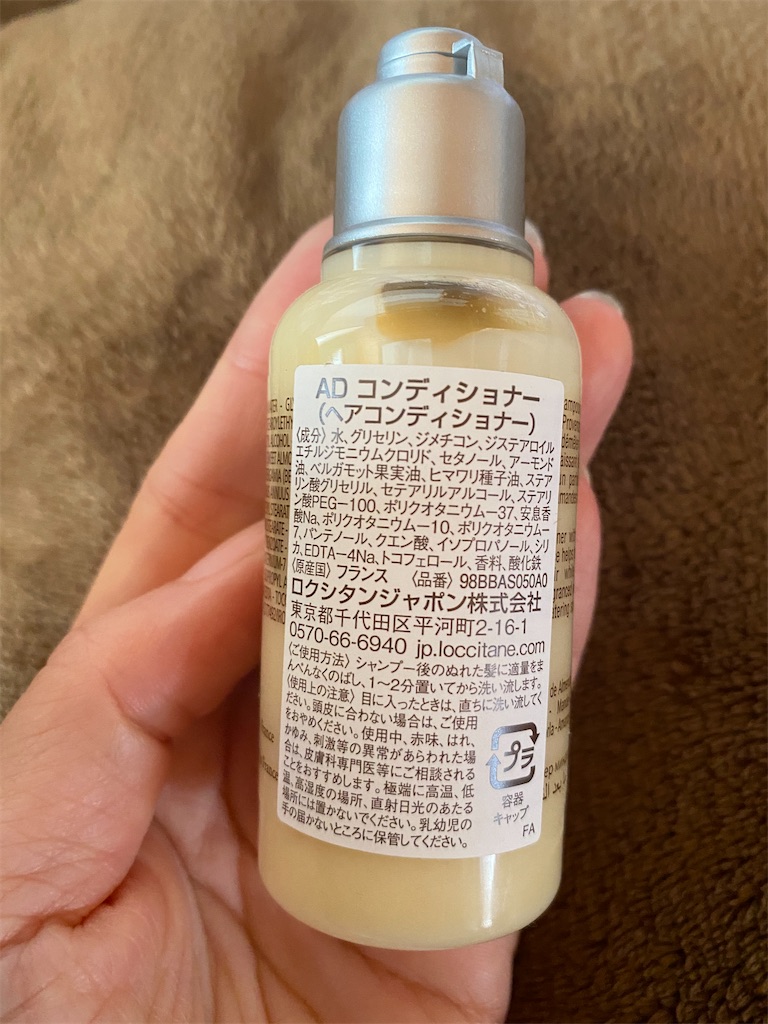 AD コンディショナー
(ヘアコンディショナー)
〈成分〉水、グリセリン、ジメチコン、ジステアロイル
エチルジモニウムクロリド、セタノール、アーモンド
油、ベルガモット果実油、ヒマワリ種子油、ステア
リン酸グリセリル、セテアリルアルコール、ステアリ
ン酸PEG-100、ポリクオタニウム-37、安息香
酸Na、ポリクオタニウム-10、ポリクオタニウム-
7、パンテノール、クエン酸、イソプロパノール、シリ
カ、EDTA-4Na、トコフェロール、香料、酸化鉄
〈原産国〉フランス 〈品番〉98BBAS050A0
ロクシタンジャポン株式会社
東京都千代田区平河町2-16-1
0570-66-6940 jp.loccitane.com
〈ご使用方法〉シャンプー後のぬれた髪に適量をま
んべんなくのばし、1〜2分置いてから洗い流します。
〈使用上の注意〉目に入ったときは、直ちに洗い流してく
ださい。頭皮に合わない場合は、ご使用
をおやめください。使用中、赤味、はれ、
かゆみ、刺激等の異常があらわれた場
合は、皮膚科専門医等にご相談される
ことをおすすめします。極端に高温、低
温、高湿度の場所、直射日光のあたる
場所には置かないでください。乳幼児の
手の届かないところに保管してください。
プラ
容器
キャップ
FA